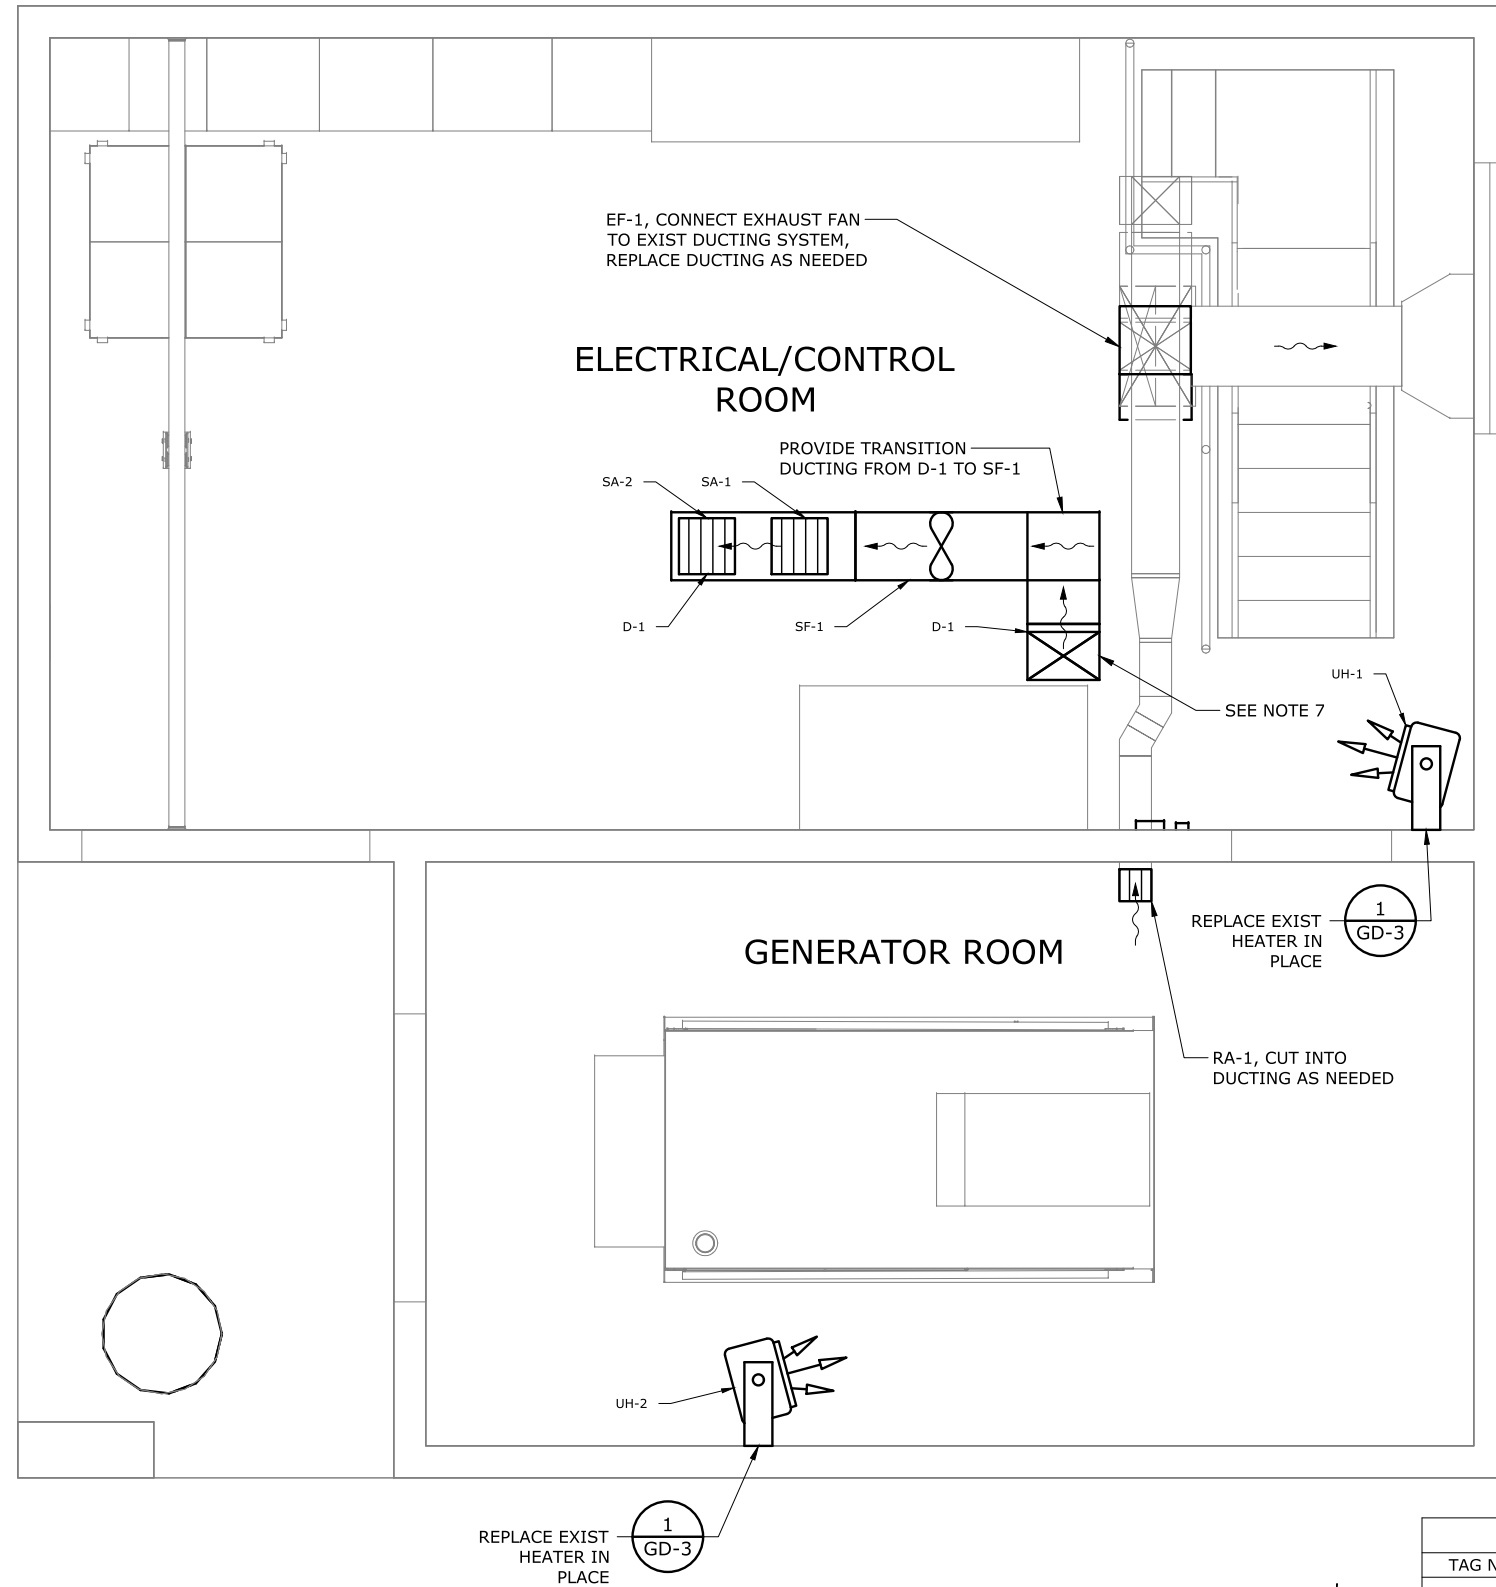 EF-1, CONNECT EXHAUST FAN
TO EXIST DUCTING SYSTEM,
REPLACE DUCTING AS NEEDED
ELECTRICAL/CONTROL
ROOM
PROVIDE TRANSITION
DUCTING FROM D-1 TO SF-1
SA-2
SA-1
D-1
SF-1
D-1
UH-1
SEE NOTE 7
REPLACE EXIST
HEATER IN
PLACE
1
GD-3
GENERATOR ROOM
RA-1, CUT INTO
DUCTING AS NEEDED
UH-2
REPLACE EXIST
HEATER IN
PLACE
1
GD-3
TAG N